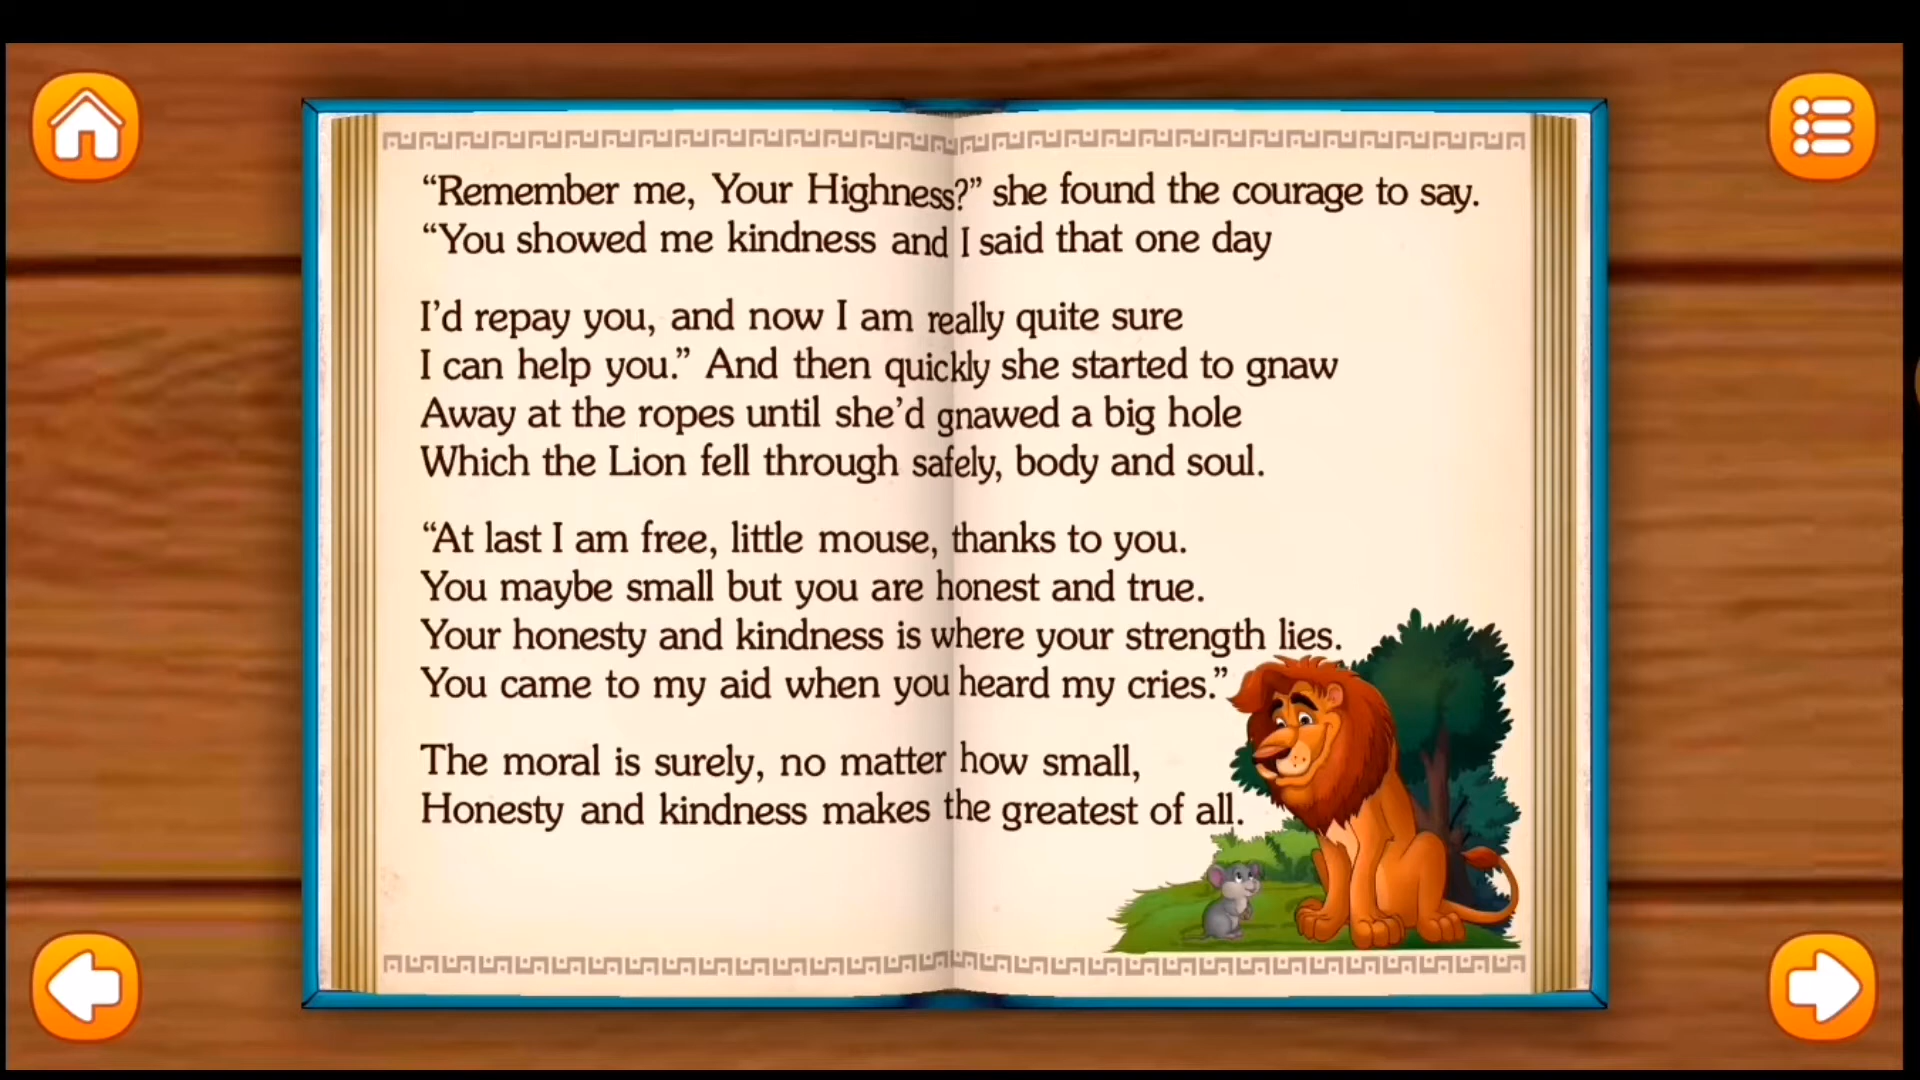 “Remember me, Your Highness?” she found the courage to say.
“You showed me kindness and I said that one day
I’d repay you, and now I am really quite sure
I can help you.” And then quickly she started to gnaw
Away at the ropes until she’d gnawed a big hole
Which the Lion fell through safely, body and soul.
“At last I am free, little mouse, thanks to you.
You maybe small but you are honest and true.
Your honesty and kindness is where your strength lies.
You came to my aid when you heard my cries.”
The moral is surely, no matter how small,
Honesty and kindness makes the greatest of all.